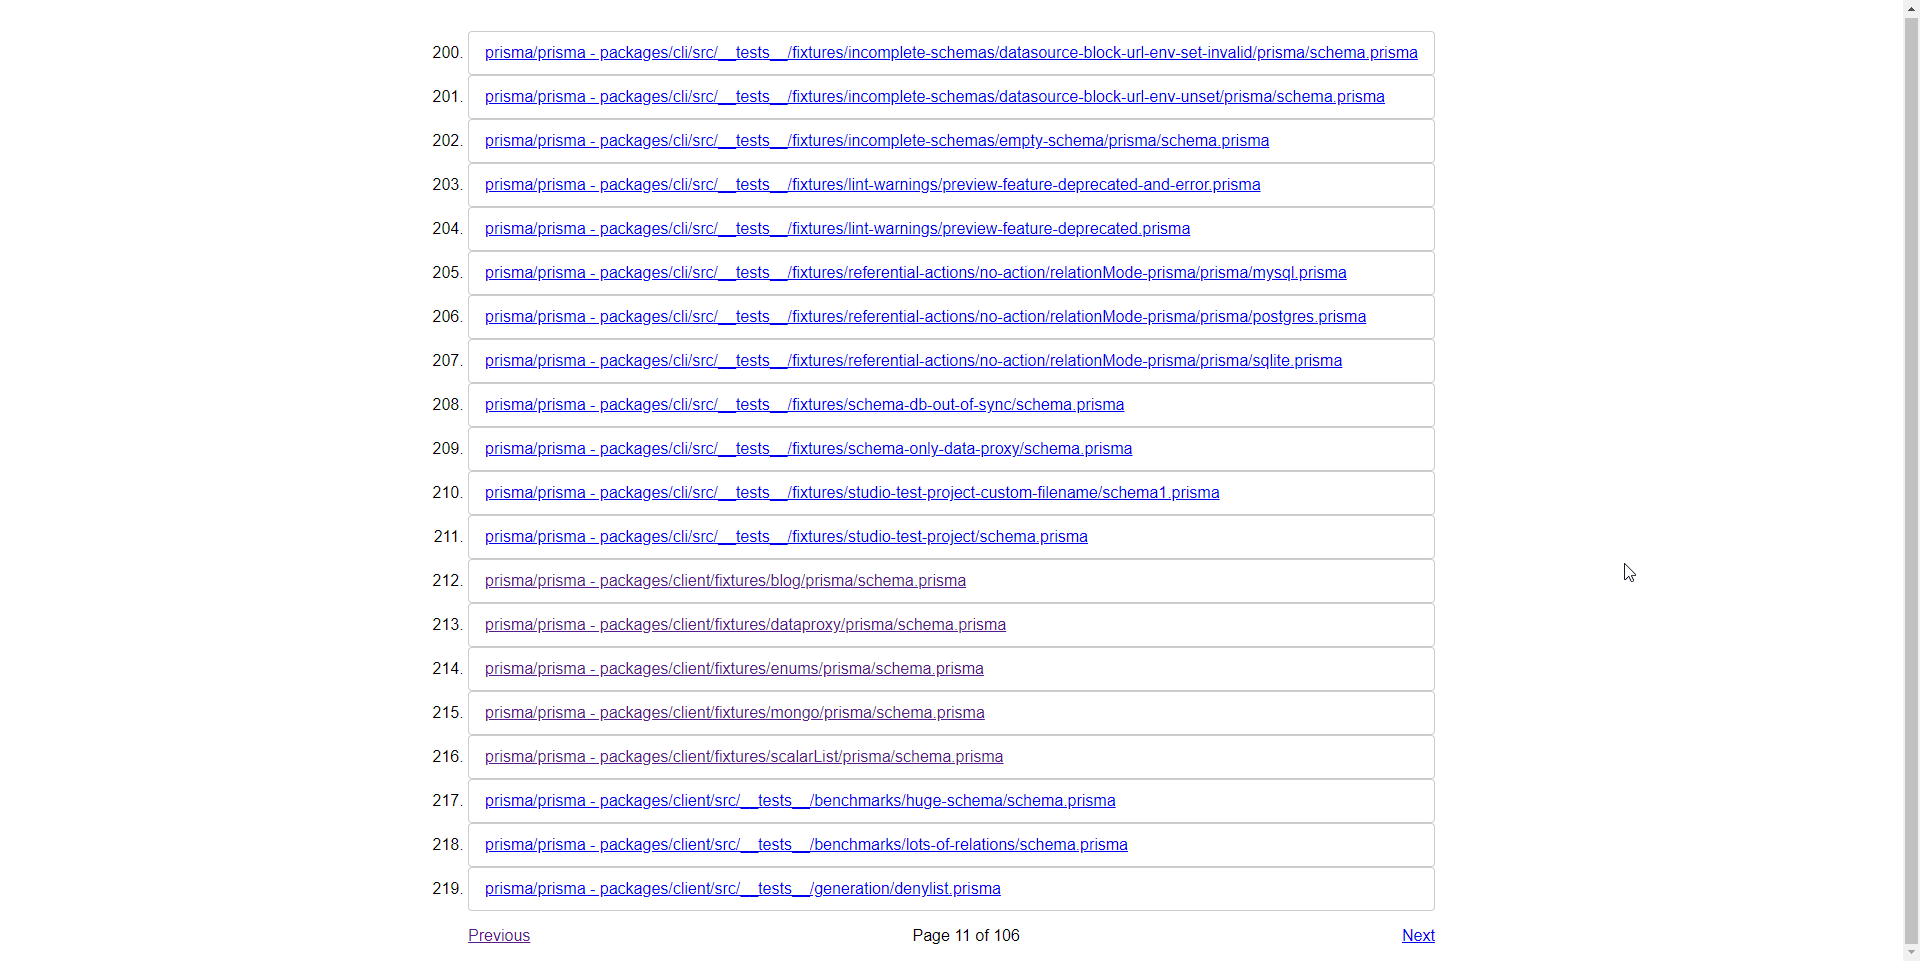 200. prisma/prisma - packages/cli/src/__tests__/fixtures/incomplete-schemas/datasource-block-url-env-set-invalid/prisma/schema.prisma
201. prisma/prisma - packages/cli/src/__tests__/fixtures/incomplete-schemas/datasource-block-url-env-unset/prisma/schema.prisma
202. prisma/prisma - packages/cli/src/__tests__/fixtures/incomplete-schemas/empty-schema/prisma/schema.prisma
203. prisma/prisma - packages/cli/src/__tests__/fixtures/lint-warnings/preview-feature-deprecated-and-error.prisma
204. prisma/prisma - packages/cli/src/__tests__/fixtures/lint-warnings/preview-feature-deprecated.prisma
205. prisma/prisma - packages/cli/src/__tests__/fixtures/referential-actions/no-action/relationMode-prisma/prisma/mysql.prisma
206. prisma/prisma - packages/cli/src/__tests__/fixtures/referential-actions/no-action/relationMode-prisma/prisma/postgres.prisma
207. prisma/prisma - packages/cli/src/__tests__/fixtures/referential-actions/no-action/relationMode-prisma/prisma/sqlite.prisma
208. prisma/prisma - packages/cli/src/__tests__/fixtures/schema-db-out-of-sync/schema.prisma
209. prisma/prisma - packages/cli/src/__tests__/fixtures/schema-only-data-proxy/schema.prisma
210. prisma/prisma - packages/cli/src/__tests__/fixtures/studio-test-project-custom-filename/schema1.prisma
211. prisma/prisma - packages/cli/src/__tests__/fixtures/studio-test-project/schema.prisma
212. prisma/prisma - packages/client/fixtures/blog/prisma/schema.prisma
213. prisma/prisma - packages/client/fixtures/dataproxy/prisma/schema.prisma
214. prisma/prisma - packages/client/fixtures/enums/prisma/schema.prisma
215. prisma/prisma - packages/client/fixtures/mongo/prisma/schema.prisma
216. prisma/prisma - packages/client/fixtures/scalarList/prisma/schema.prisma
217. prisma/prisma - packages/client/src/__tests__/benchmarks/huge-schema/schema.prisma
218. prisma/prisma - packages/client/src/__tests__/benchmarks/lots-of-relations/schema.prisma
219. prisma/prisma - packages/client/src/__tests__/generation/denylist.prisma
Previous Page 11 of 106 Next